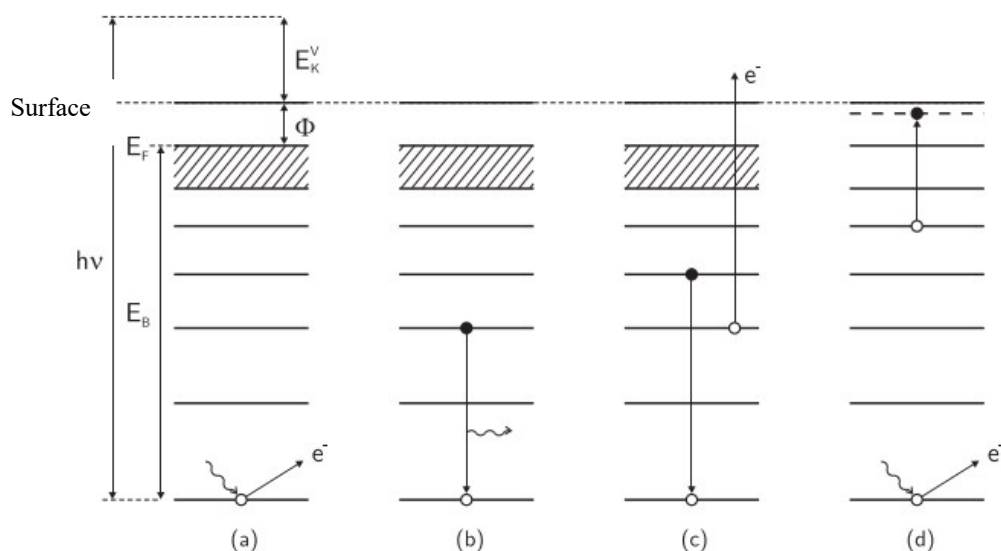 E_K^V
e⁻
Surface
Φ
E_F
hν
E_B
e⁻
e⁻
(a)
(b)
(c)
(d)